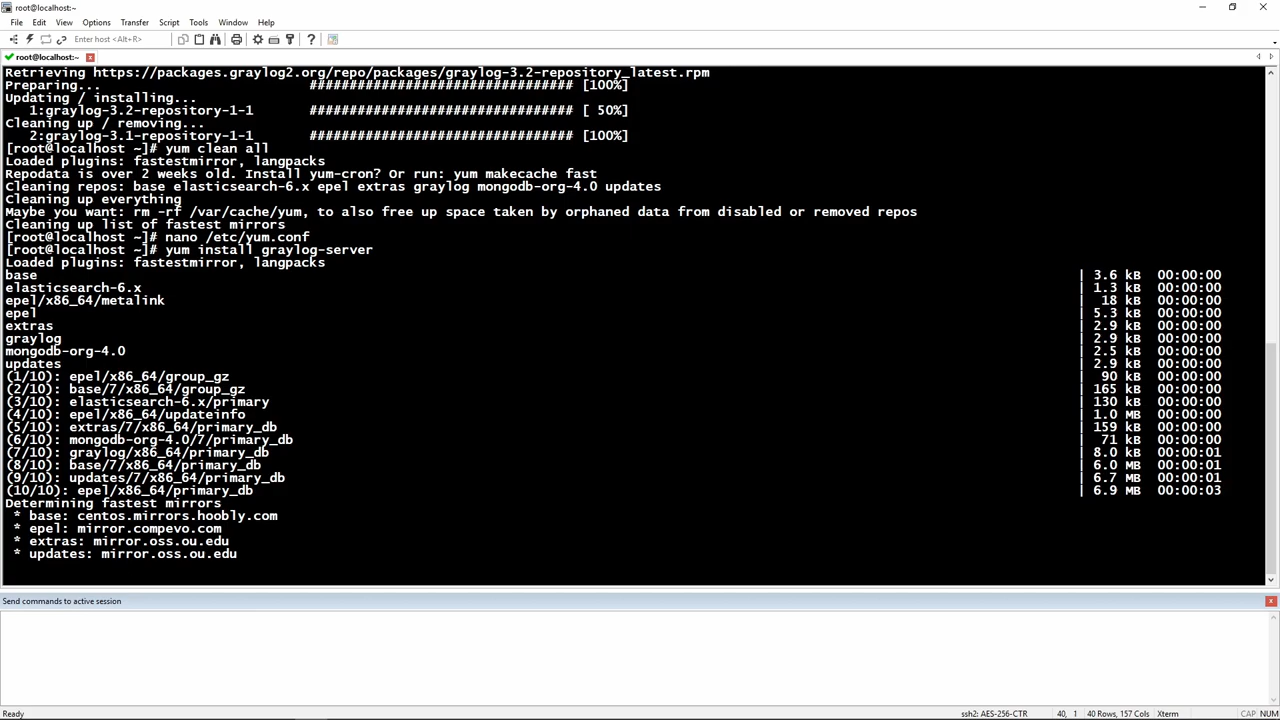 root@localhost:~
File Edit View Options Transfer Script Tools Window Help
Enter host <Alt+R>
root@localhost:~
Retrieving https://packages.graylog2.org/repo/packages/graylog-3.2-repository_latest.rpm
Preparing... ################################# [100%]
Updating / installing...
1:graylog-3.2-repository-1-1 ################################# [ 50%]
Cleaning up / removing...
2:graylog-3.1-repository-1-1 ################################# [100%]
[root@localhost ~]# yum clean all
Loaded plugins: fastestmirror, langpacks
Repodata is over 2 weeks old. Install yum-cron? Or run: yum makecache fast
Cleaning repos: base elasticsearch-6.x epel extras graylog mongodb-org-4.0 updates
Cleaning up everything
Maybe you want: rm -rf /var/cache/yum, to also free up space taken by orphaned data from disabled or removed repos
Cleaning up list of fastest mirrors
[root@localhost ~]# nano /etc/yum.conf
[root@localhost ~]# yum install graylog-server
Loaded plugins: fastestmirror, langpacks
base | 3.6 kB 00:00:00
elasticsearch-6.x | 1.3 kB 00:00:00
epel/x86_64/metalink | 18 kB 00:00:00
epel | 5.3 kB 00:00:00
extras | 2.9 kB 00:00:00
graylog | 2.9 kB 00:00:00
mongodb-org-4.0 | 2.5 kB 00:00:00
updates | 2.9 kB 00:00:00
(1/10): epel/x86_64/group_gz | 90 kB 00:00:00
(2/10): base/7/x86_64/group_gz | 165 kB 00:00:00
(3/10): elasticsearch-6.x/primary | 130 kB 00:00:00
(4/10): epel/x86_64/updateinfo | 1.0 MB 00:00:00
(5/10): extras/7/x86_64/primary_db | 159 kB 00:00:00
(6/10): mongodb-org-4.0/7/primary_db | 71 kB 00:00:00
(7/10): graylog/x86_64/primary_db | 8.0 kB 00:00:01
(8/10): base/7/x86_64/primary_db | 6.0 MB 00:00:01
(9/10): updates/7/x86_64/primary_db | 6.7 MB 00:00:01
(10/10): epel/x86_64/primary_db | 6.9 MB 00:00:03
Determining fastest mirrors
* base: centos.mirrors.hoobly.com
* epel: mirror.compevo.com
* extras: mirror.oss.ou.edu
* updates: mirror.oss.ou.edu
Send commands to active session
Ready ssh2: AES-256-CTR 40, 1 40 Rows, 157 Cols Xterm CAP NUM